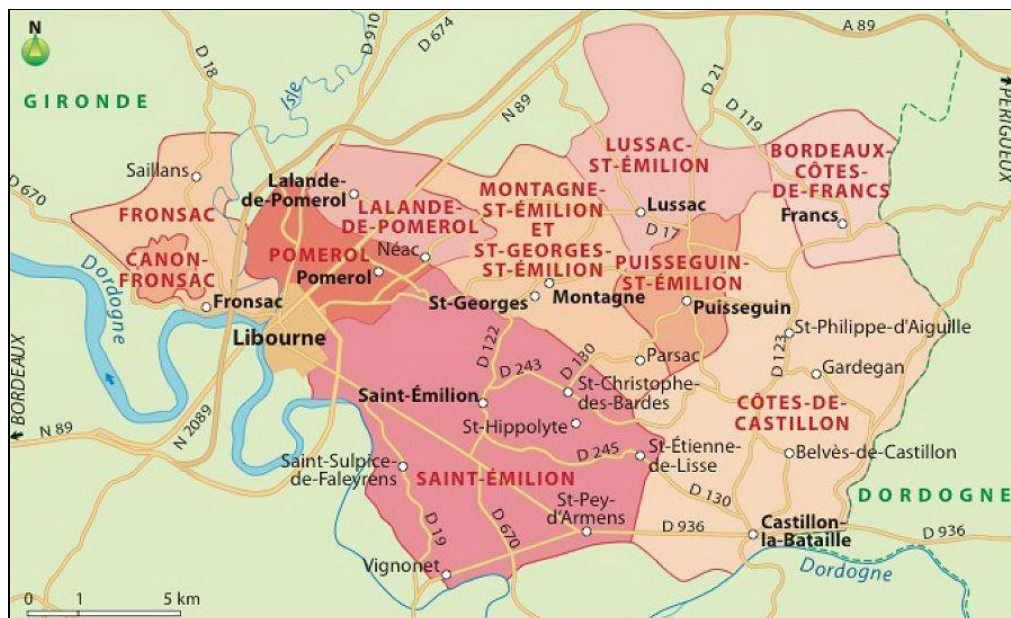 N
D 18
D 910
D 674
A 89
GIRONDE
Isle
N 89
D 21
D 119
PÉRIGUEUX
Saillans
LUSSAC-
ST-ÉMILION
BORDEAUX-
CÔTES-
DE-FRANCS
D 670
Lalande-
de-Pomerol
FRONSAC
LALANDE-
DE-POMEROL
MONTAGNE-
ST-ÉMILION
ET
ST-GEORGES-
ST-ÉMILION
Lussac
Francs
D 17
CANON-
FRONSAC
POMEROL
Néac
Pomerol
PUISSEGUIN-
ST-ÉMILION
Dordogne
Fronsac
St-Georges
Montagne
Puisseguin
Libourne
St-Philippe-d'Aiguille
D 122
D 123
BORDEAUX
D 243
D 130
Parsac
Gardegan
Saint-Émilion
St-Christophe-
des-Bardes
CÔTES-DE-
CASTILLON
N 89
N 2089
St-Hippolyte
D 245
St-Étienne-
de-Lisse
Belvès-de-Castillon
Saint-Sulpice-
de-Faleyrens
SAINT-ÉMILION
D 130
DORDOGNE
St-Pey-
d'Armens
D 19
D 670
D 936
Castillon-
la-Bataille
D 936
Vignonet
Dordogne
0 1 5 km